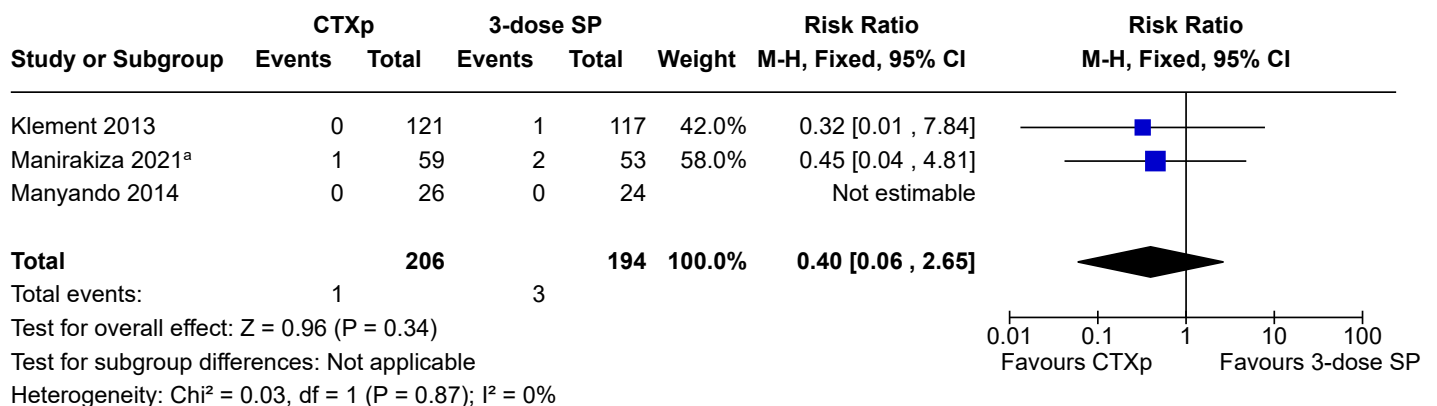 CTXp 3-dose SP Risk Ratio Risk Ratio
Study or Subgroup Events Total Events Total Weight M-H, Fixed, 95% CI M-H, Fixed, 95% CI
Klement 2013 0 121 1 117 42.0% 0.32 [0.01 , 7.84]
Manirakiza 2021ᵃ 1 59 2 53 58.0% 0.45 [0.04 , 4.81]
Manyando 2014 0 26 0 24 Not estimable
Total 206 194 100.0% 0.40 [0.06 , 2.65]
Total events: 1 3
Test for overall effect: Z = 0.96 (P = 0.34)
0.01 0.1 1 10 100
Test for subgroup differences: Not applicable
Favours CTXp Favours 3-dose SP
Heterogeneity: Chi² = 0.03, df = 1 (P = 0.87); I² = 0%